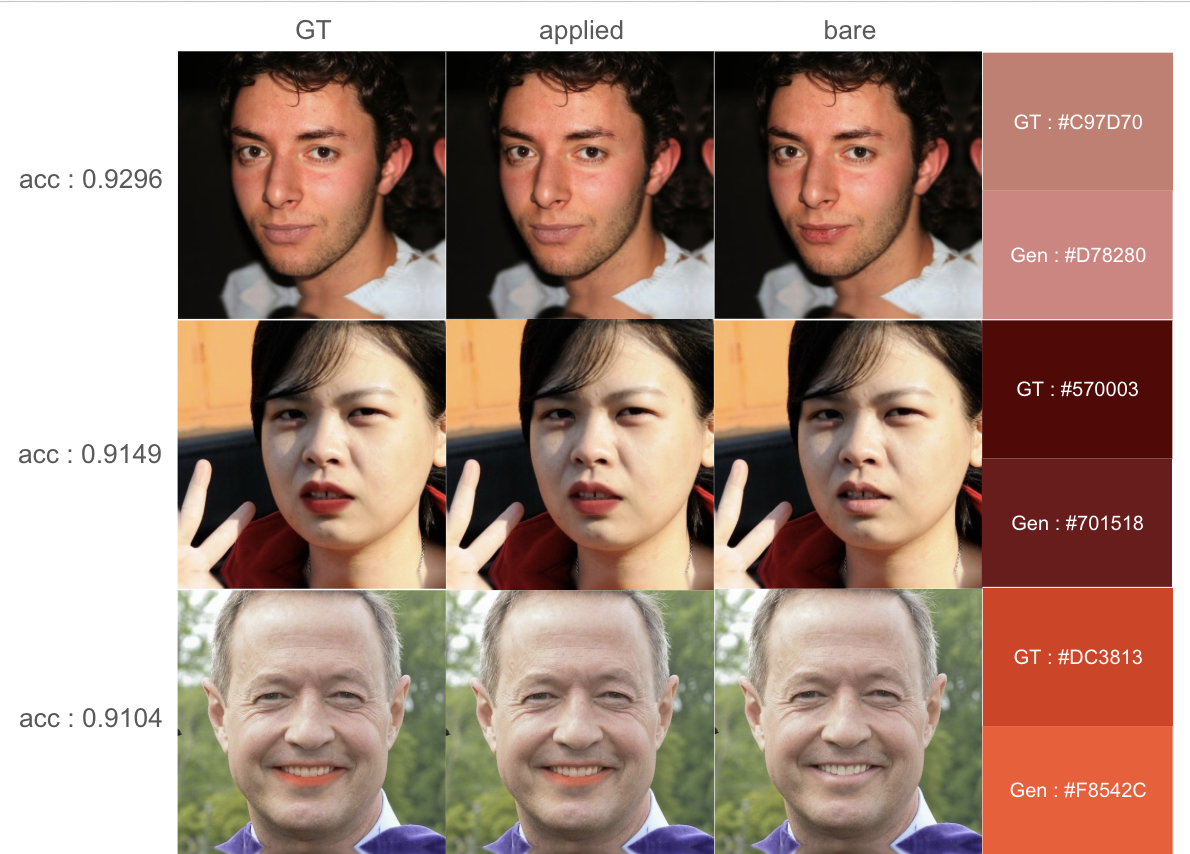 GT applied bare
acc : 0.9296
GT : #C97D70
Gen : #D78280
acc : 0.9149
GT : #570003
Gen : #701518
acc : 0.9104
GT : #DC3813
Gen : #F8542C